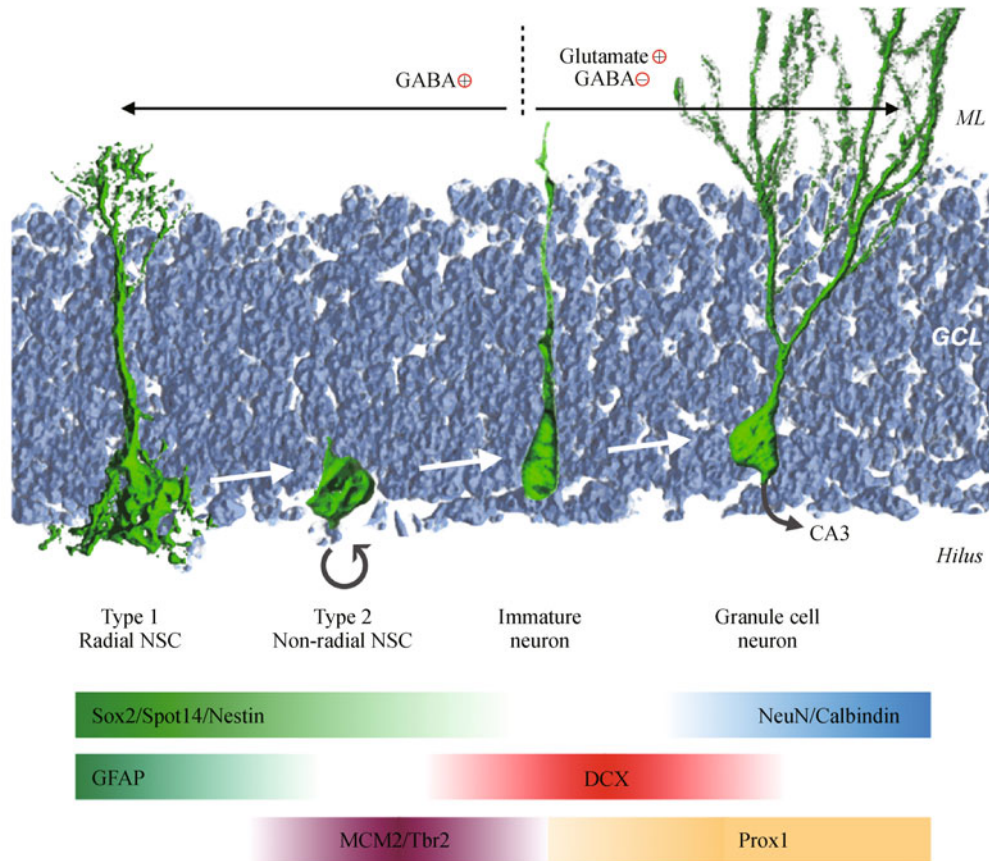 GABA⊕
Glutamate⊕
GABA⊖
ML
GCL
CA3
Hilus
Type 1
Radial NSC
Type 2
Non-radial NSC
Immature
neuron
Granule cell
neuron
Sox2/Spot14/Nestin
NeuN/Calbindin
GFAP
DCX
MCM2/Tbr2
Prox1